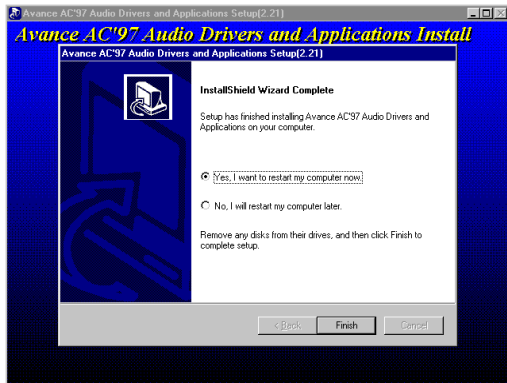 Avance AC'97 Audio Drivers and Applications Setup(2.21)
Avance AC'97 Audio Drivers and Applications Install
Avance AC'97 Audio Drivers and Applications Setup(2.21)
InstallShield Wizard Complete
Setup has finished installing Avance AC'97 Audio Drivers and
Applications on your computer.
Yes, I want to restart my computer now.
No, I will restart my computer later.
Remove any disks from their drives, and then click Finish to
complete setup.
< Back Finish Cancel